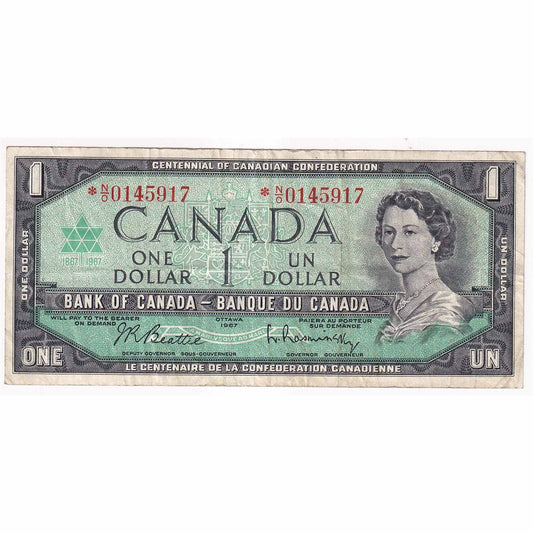 CENTENNIAL OF CANADIAN CONFEDERATION
1 1
*N/O0145917 *N/O0145917
CANADA
1867 1967
ONE DOLLAR 1 UN DOLLAR
ONE DOLLAR
UN DOLLAR
BANK OF CANADA – BANQUE DU CANADA
WILL PAY TO THE BEARER ON DEMAND
OTTAWA 1967
PAIERA AU PORTEUR SUR DEMANDE
J R Beattie
L. Rasminsky
DEPUTY GOVERNOR SOUS-GOUVERNEUR
GOVERNOR GOUVERNEUR
ONE UN
LE CENTENAIRE DE LA CONFÉDÉRATION CANADIENNE